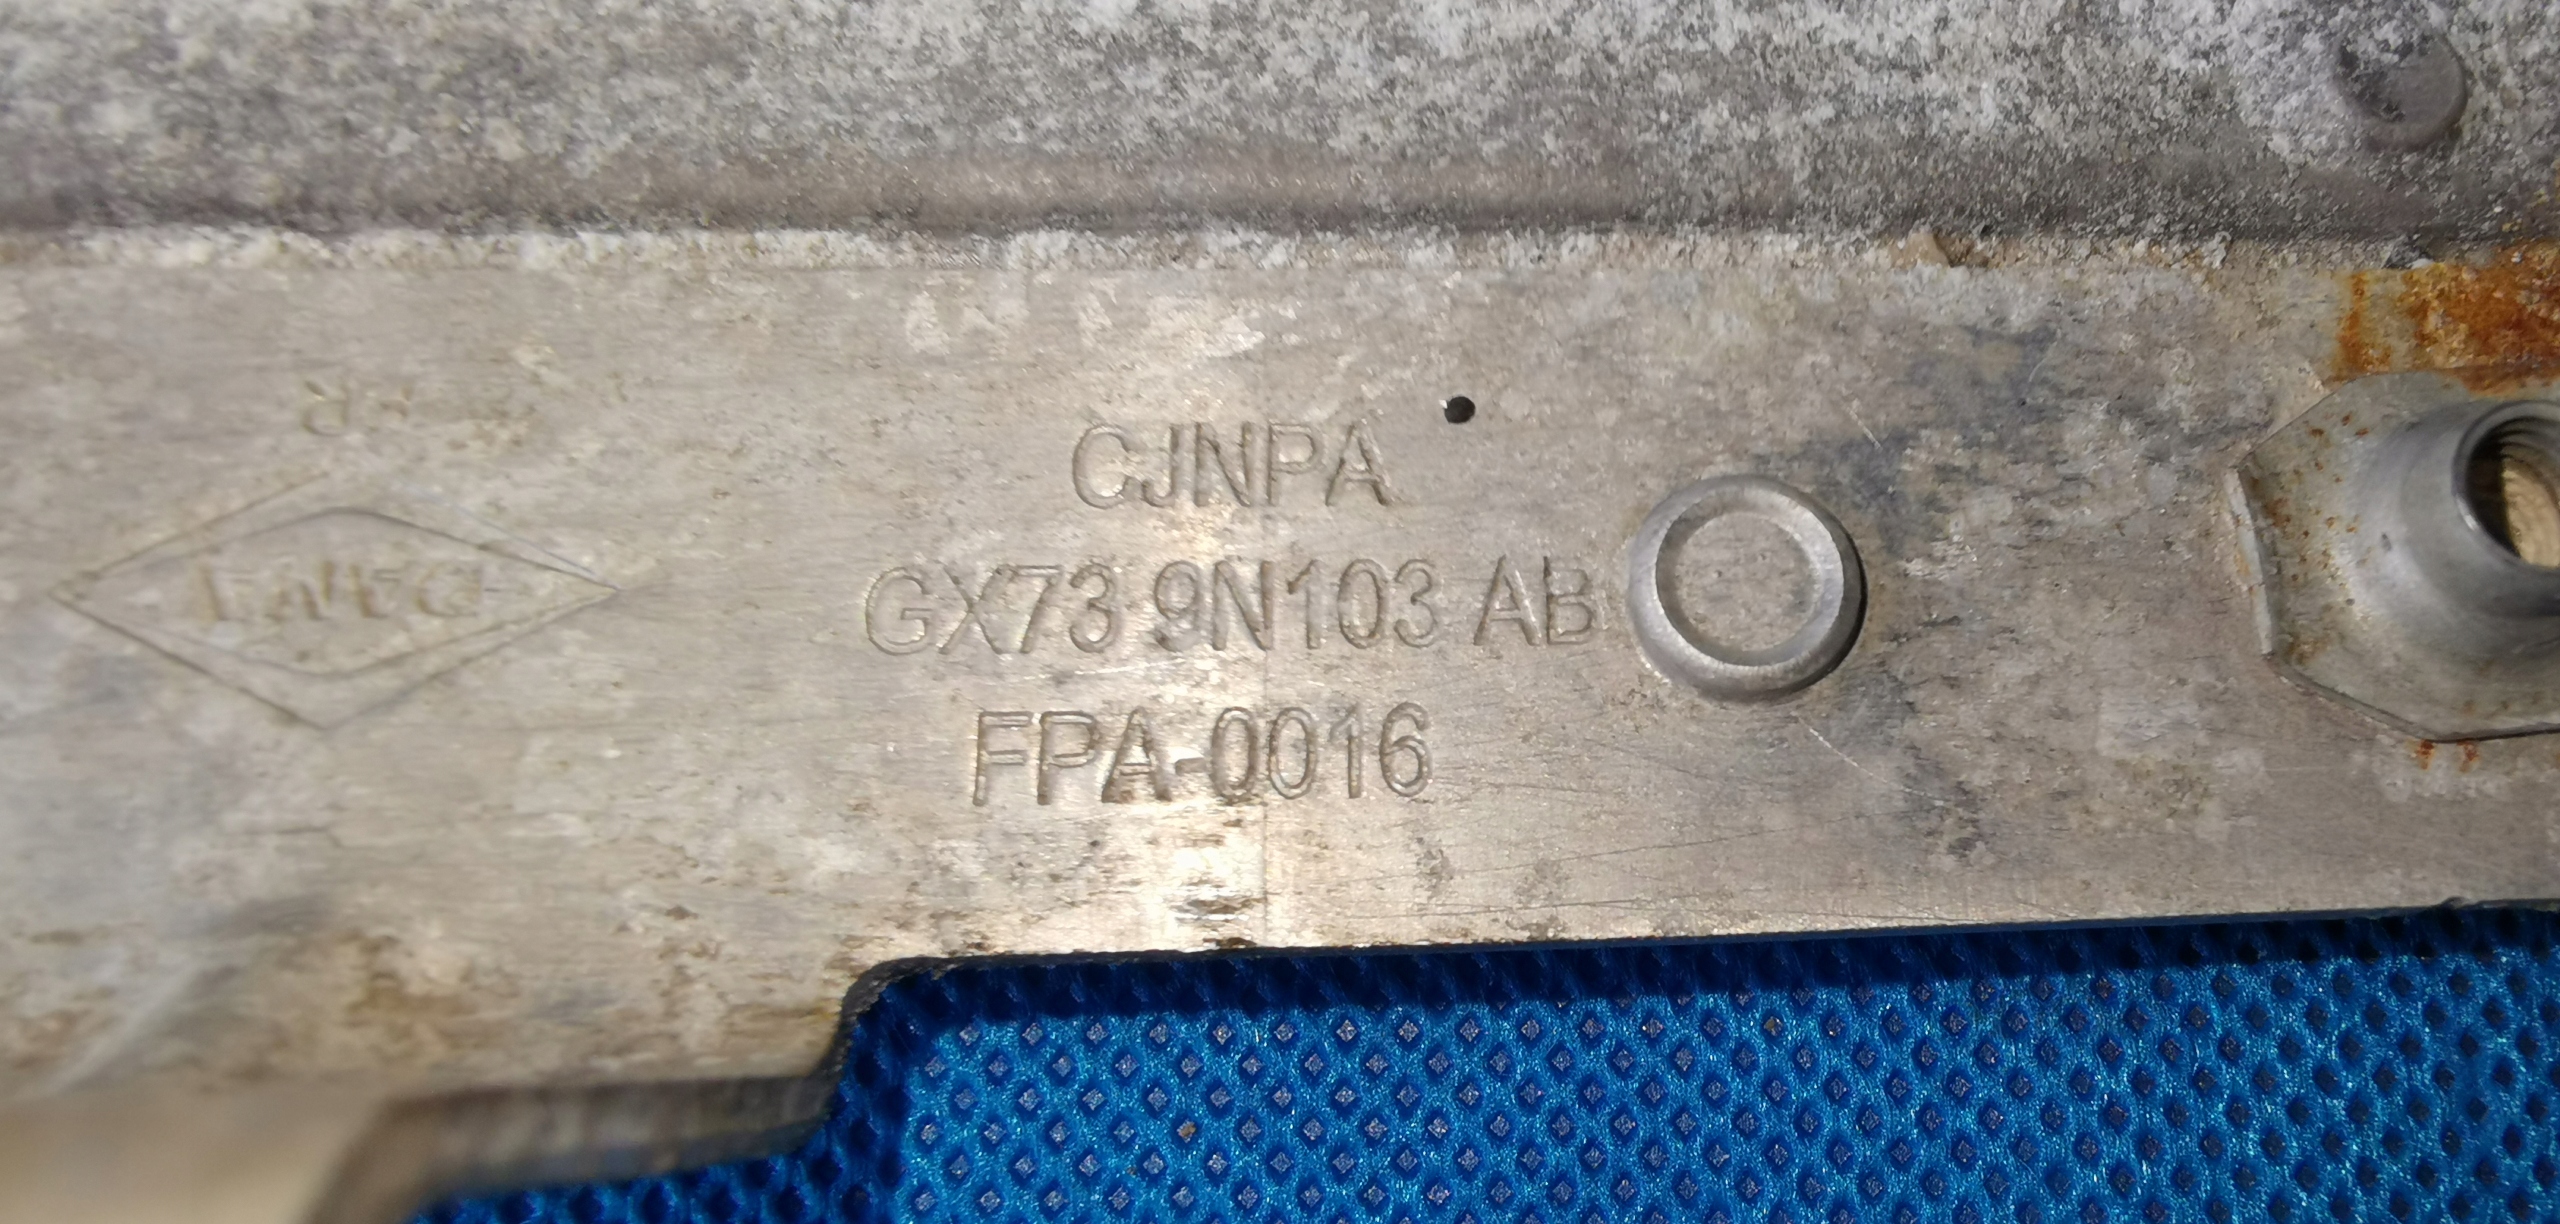 CJNPA
GX73 9N103 AB
FPA-0016